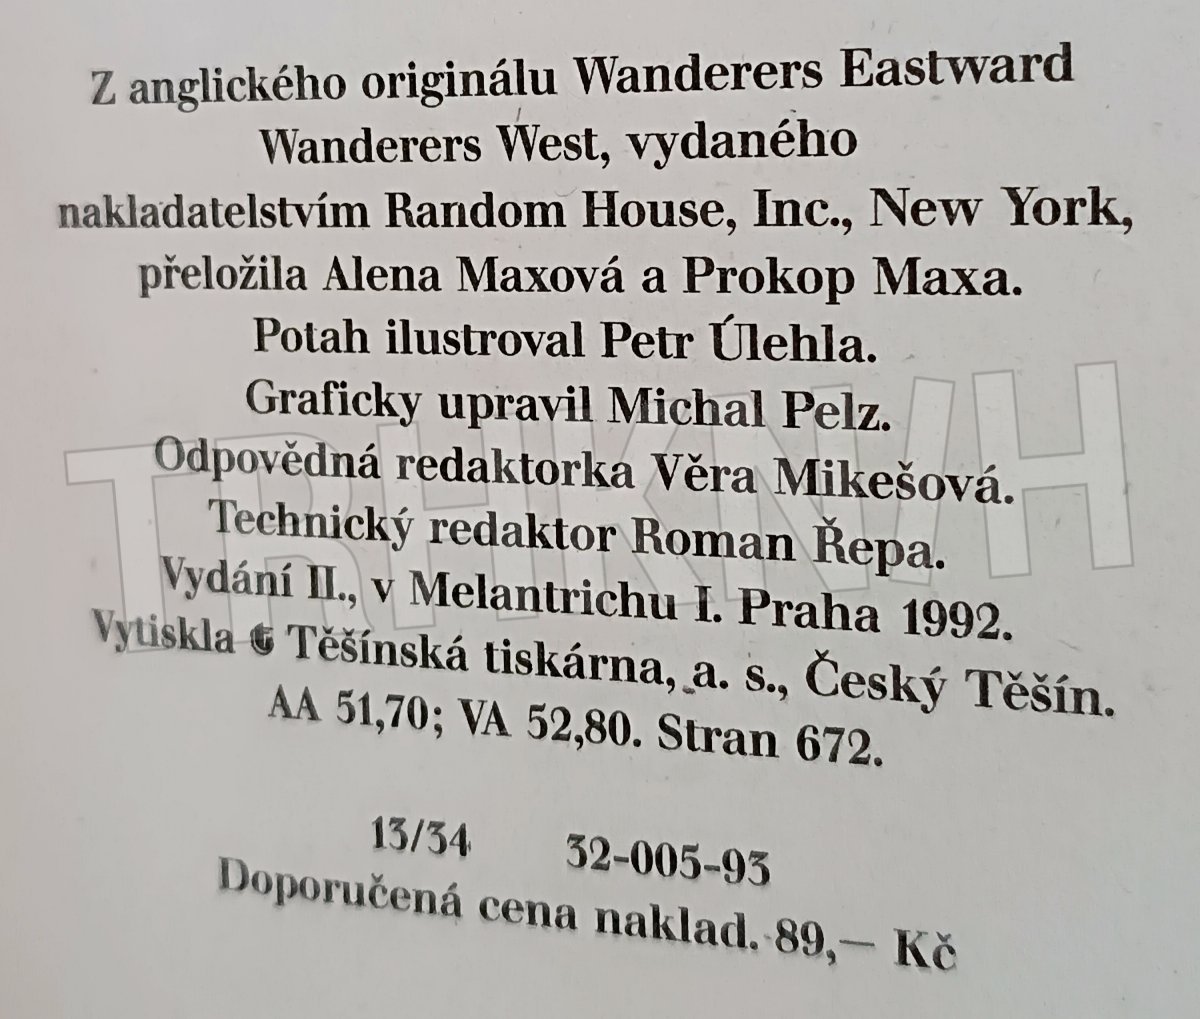 Z anglického originálu Wanderers Eastward
Wanderers West, vydaného
nakladatelstvím Random House, Inc., New York,
přeložila Alena Maxová a Prokop Maxa.
Potah ilustroval Petr Úlehla.
Graficky upravil Michal Pelz.
Odpovědná redaktorka Věra Mikešová.
Technický redaktor Roman Řepa.
Vydání II., v Melantrichu I. Praha 1992.
Vytiskla Těšínská tiskárna, a. s., Český Těšín.
AA 51,70; VA 52,80. Stran 672.
13/34 32-005-93
Doporučená cena naklad. 89,— Kč
TRHKNIH